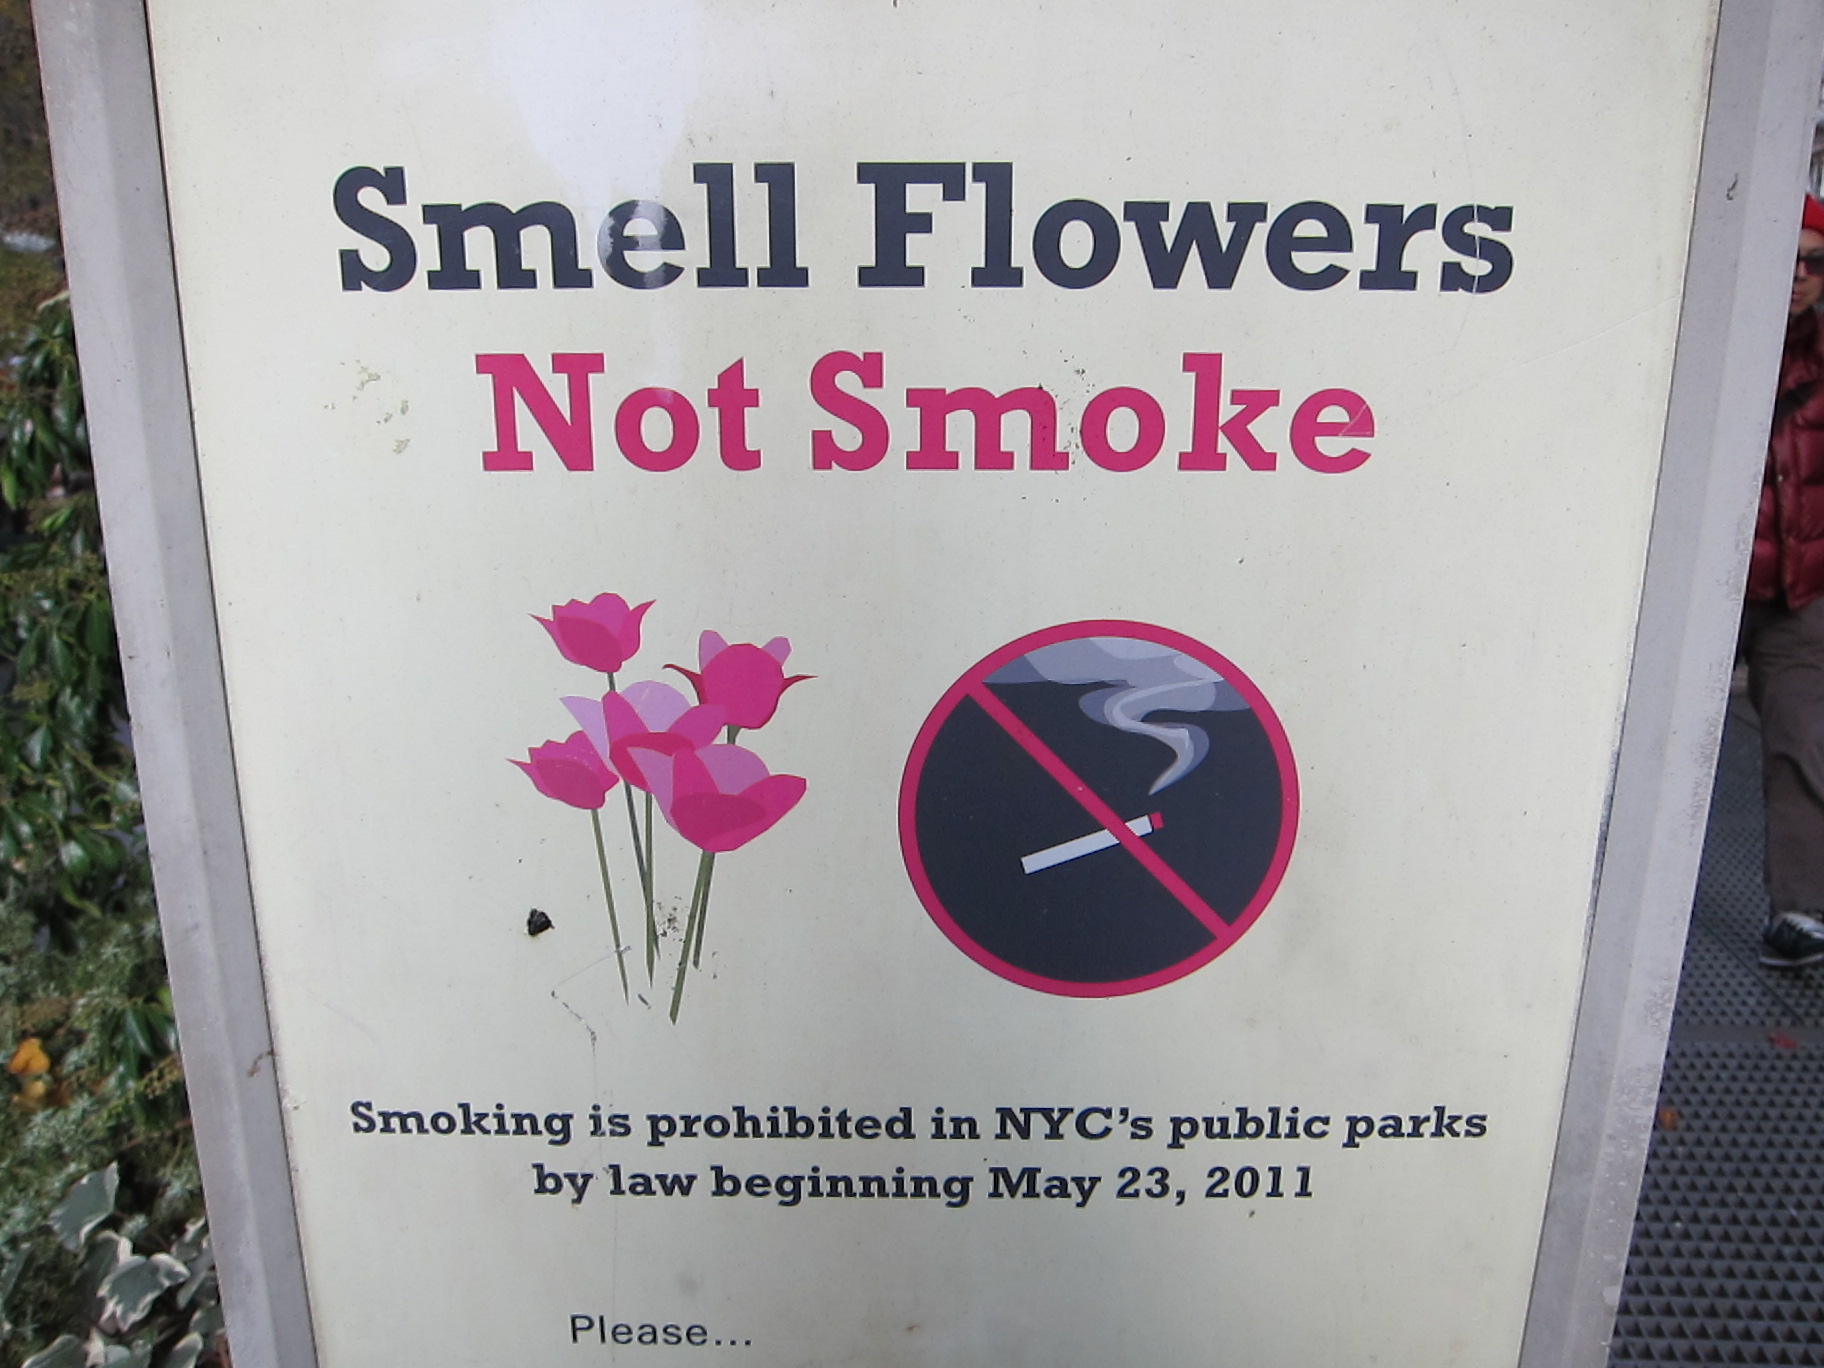 Smell Flowers
Not Smoke
Smoking is prohibited in NYC's public parks
by law beginning May 23, 2011
Please...